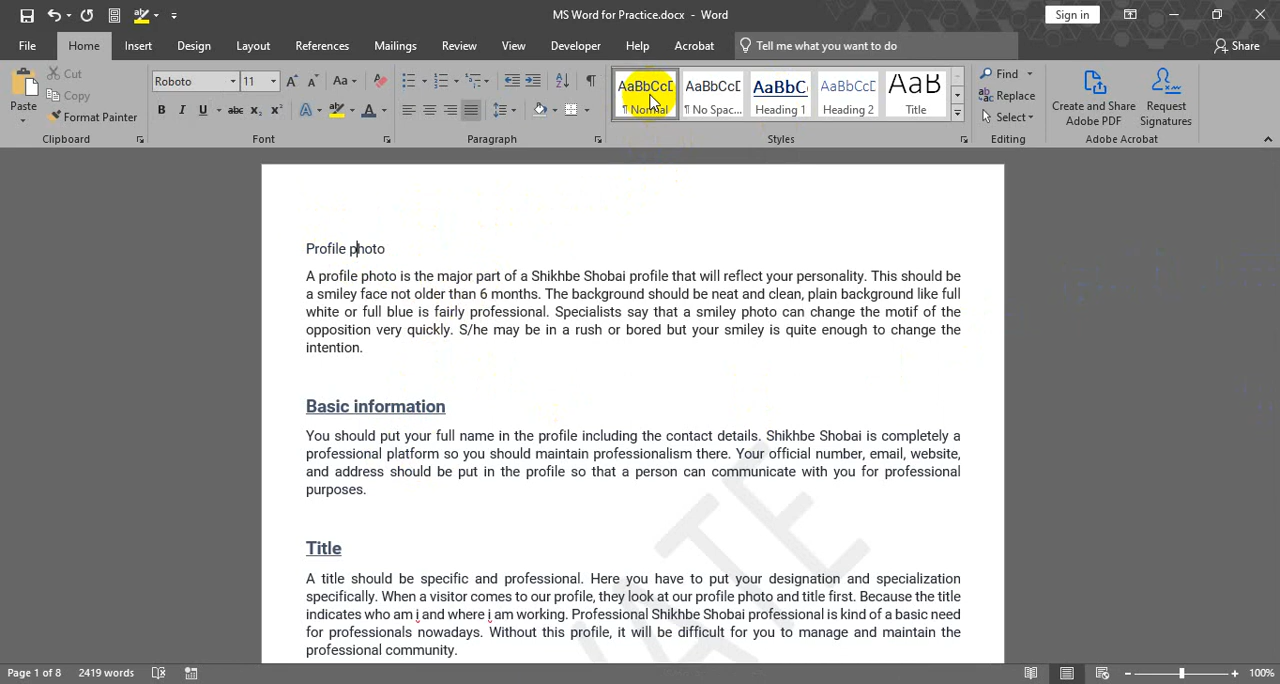 MS Word for Practice.docx - Word
Sign in
File Home Insert Design Layout References Mailings Review View Developer Help Acrobat Tell me what you want to do Share
Paste
Cut
Copy
Format Painter
Clipboard
Roboto 11
Font
Paragraph
AaBbCcD AaBbCcD AaBbC AaBbCcD AaB
¶ Normal ¶ No Spac... Heading 1 Heading 2 Title
Styles
Find
Replace
Select
Editing
Create and Share Adobe PDF
Request Signatures
Adobe Acrobat
Profile photo
A profile photo is the major part of a Shikhbe Shobai profile that will reflect your personality. This should be
a smiley face not older than 6 months. The background should be neat and clean, plain background like full
white or full blue is fairly professional. Specialists say that a smiley photo can change the motif of the
opposition very quickly. S/he may be in a rush or bored but your smiley is quite enough to change the
intention.
Basic information
You should put your full name in the profile including the contact details. Shikhbe Shobai is completely a
professional platform so you should maintain professionalism there. Your official number, email, website,
and address should be put in the profile so that a person can communicate with you for professional
purposes.
Title
A title should be specific and professional. Here you have to put your designation and specialization
specifically. When a visitor comes to our profile, they look at our profile photo and title first. Because the title
indicates who am i and where i am working. Professional Shikhbe Shobai professional is kind of a basic need
for professionals nowadays. Without this profile, it will be difficult for you to manage and maintain the
professional community.
Page 1 of 8 2419 words 100%